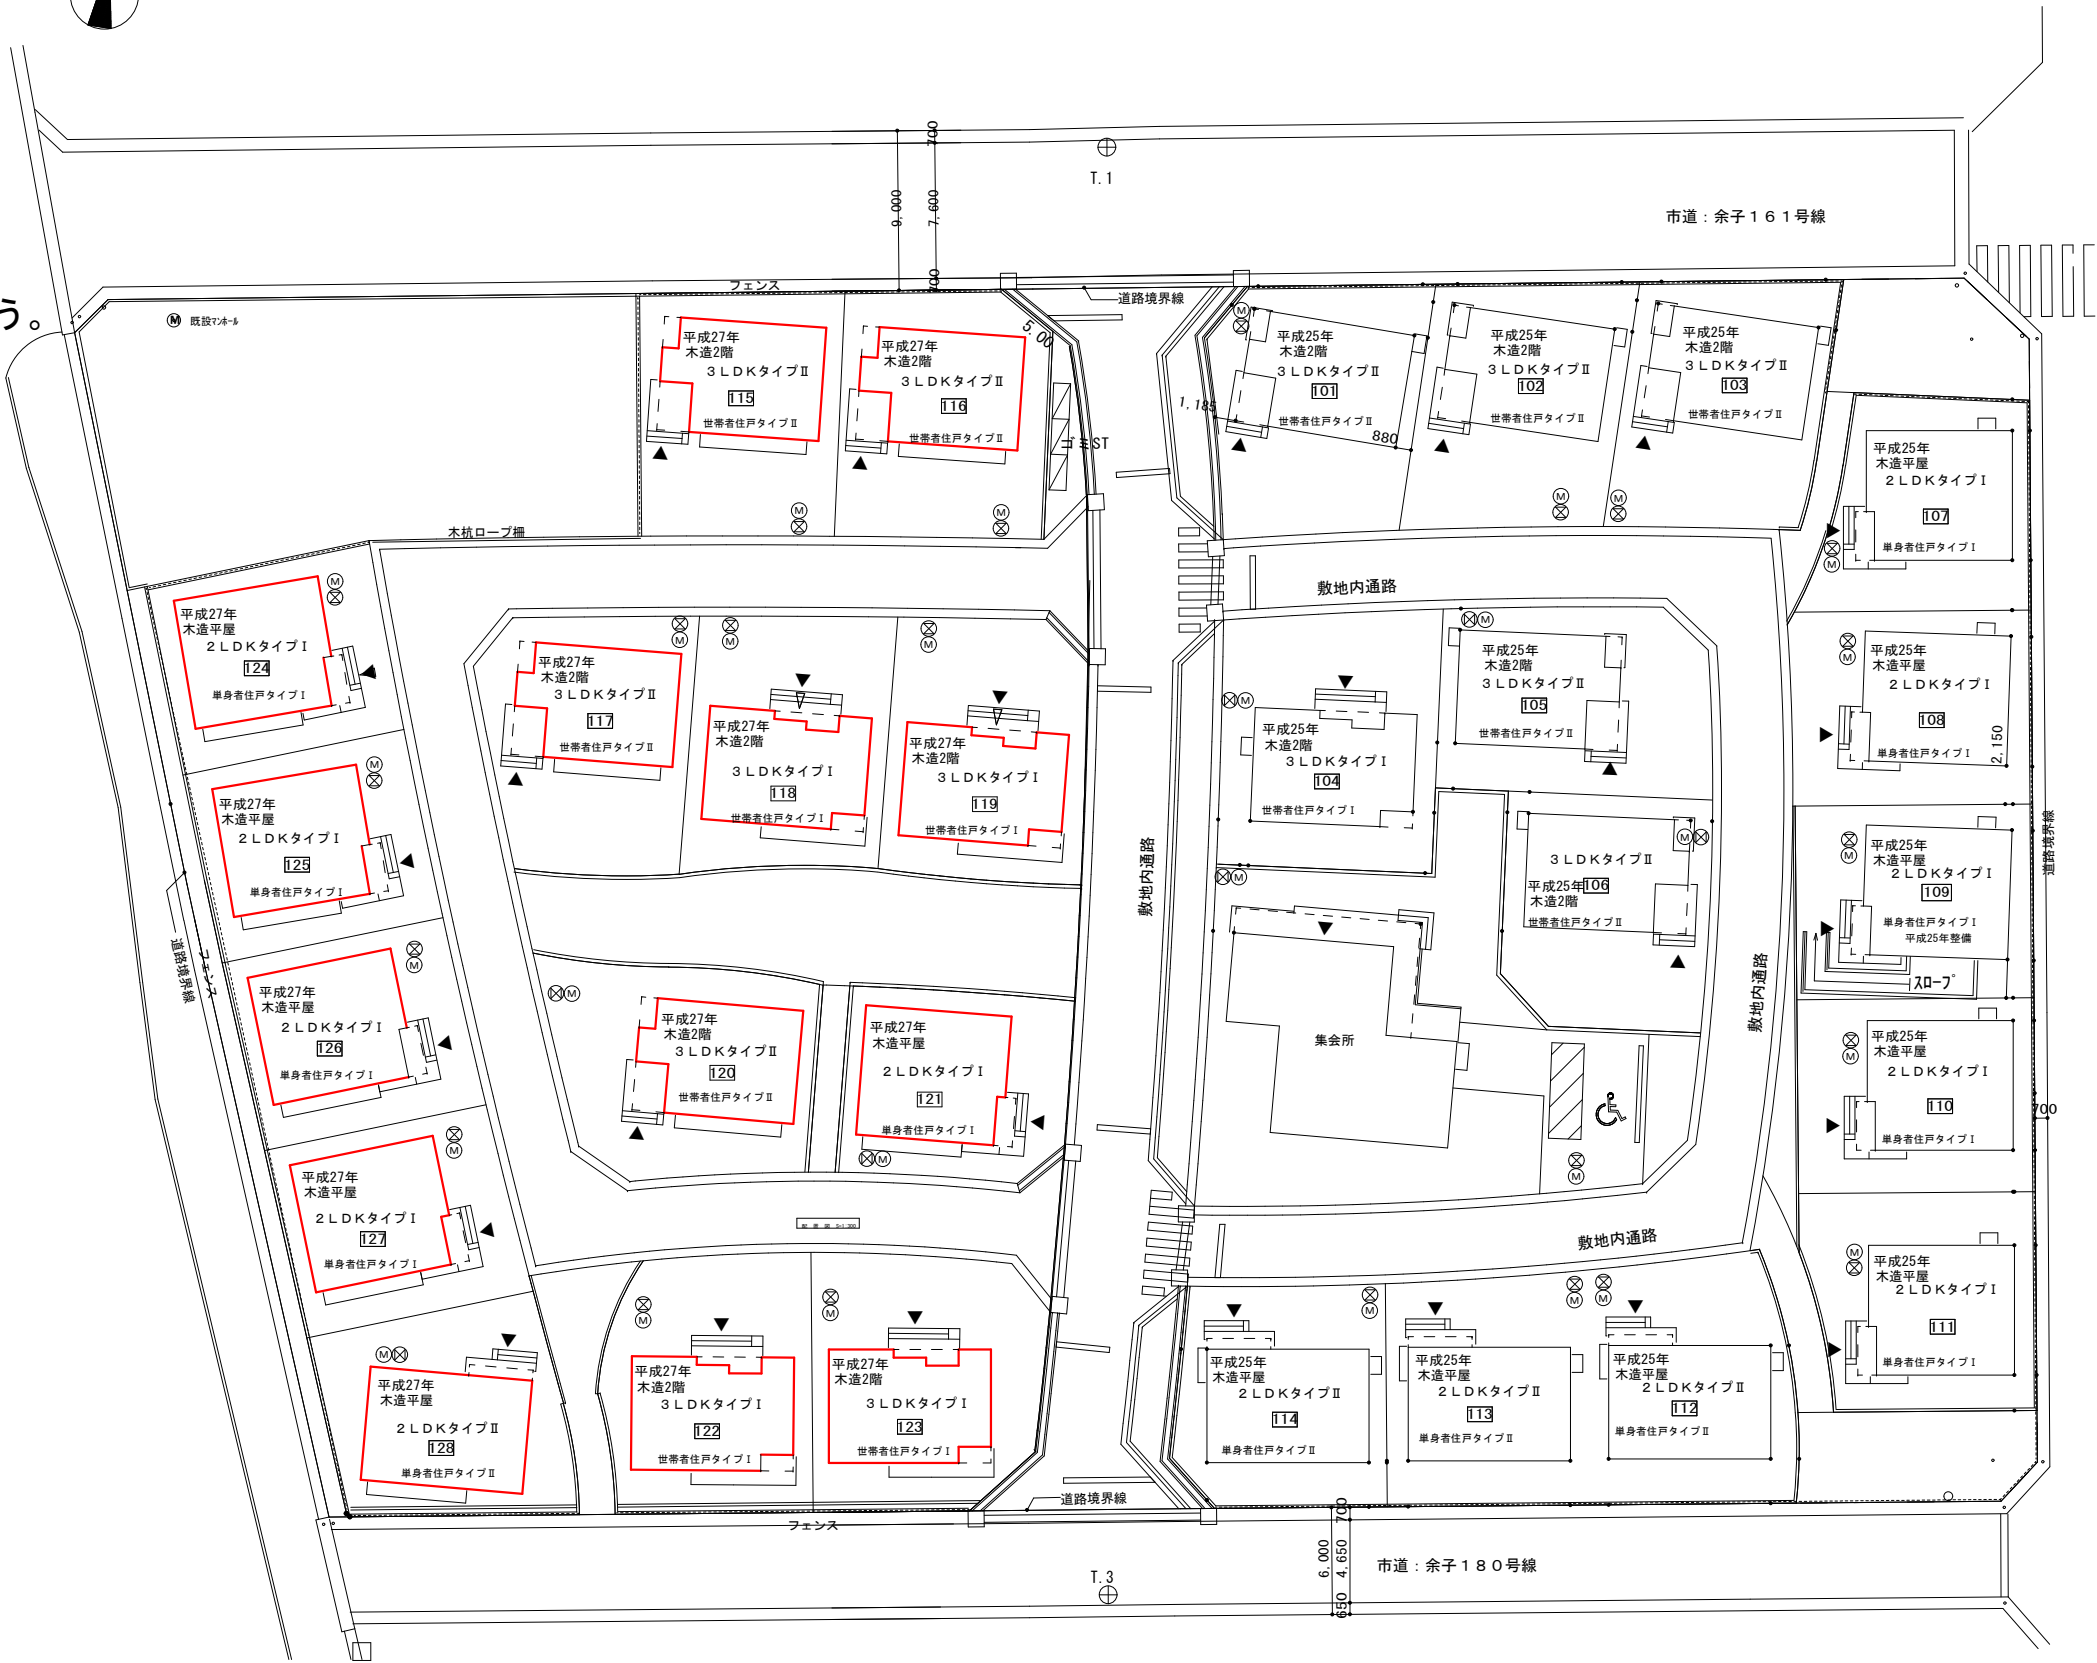 う。
T.1
700
9,000
7,600
700
市道：余子１６１号線
フェンス
道路境界線
Ⓜ 既設ﾏﾝﾎｰﾙ
5.00
平成27年
木造2階
３ＬＤＫタイプⅡ
115
世帯者住戸タイプⅡ
平成27年
木造2階
３ＬＤＫタイプⅡ
116
世帯者住戸タイプⅡ
ゴミST
平成25年
木造2階
３ＬＤＫタイプⅡ
101
世帯者住戸タイプⅡ
1,185
880
平成25年
木造2階
３ＬＤＫタイプⅡ
102
世帯者住戸タイプⅡ
平成25年
木造2階
３ＬＤＫタイプⅡ
103
世帯者住戸タイプⅡ
平成25年
木造平屋
２ＬＤＫタイプⅠ
107
単身者住戸タイプⅠ
木杭ロープ柵
敷地内通路
平成27年
木造平屋
２ＬＤＫタイプⅠ
124
単身者住戸タイプⅠ
平成27年
木造2階
３ＬＤＫタイプⅡ
117
世帯者住戸タイプⅡ
平成27年
木造2階
３ＬＤＫタイプⅠ
118
世帯者住戸タイプⅠ
平成27年
木造2階
３ＬＤＫタイプⅠ
119
世帯者住戸タイプⅠ
平成25年
木造2階
３ＬＤＫタイプⅠ
104
世帯者住戸タイプⅠ
平成25年
木造2階
３ＬＤＫタイプⅡ
105
世帯者住戸タイプⅡ
平成25年
木造平屋
２ＬＤＫタイプⅠ
108
単身者住戸タイプⅠ
2,150
平成27年
木造平屋
２ＬＤＫタイプⅠ
125
単身者住戸タイプⅠ
敷地内通路
３ＬＤＫタイプⅡ
平成25年
106
木造2階
世帯者住戸タイプⅡ
平成25年
木造平屋
２ＬＤＫタイプⅠ
109
単身者住戸タイプⅠ
平成25年整備
スロープ
道路境界線
道路境界線
フェンス
平成27年
木造平屋
２ＬＤＫタイプⅠ
126
単身者住戸タイプⅠ
平成27年
木造2階
３ＬＤＫタイプⅡ
120
世帯者住戸タイプⅡ
平成27年
木造平屋
２ＬＤＫタイプⅠ
121
単身者住戸タイプⅠ
集会所
敷地内通路
平成25年
木造平屋
２ＬＤＫタイプⅠ
110
単身者住戸タイプⅠ
700
平成27年
木造平屋
２ＬＤＫタイプⅠ
127
単身者住戸タイプⅠ
配 置 図 S=1:300
敷地内通路
平成25年
木造平屋
２ＬＤＫタイプⅠ
111
単身者住戸タイプⅠ
平成27年
木造平屋
２ＬＤＫタイプⅡ
128
単身者住戸タイプⅡ
平成27年
木造2階
３ＬＤＫタイプⅠ
122
世帯者住戸タイプⅠ
平成27年
木造2階
３ＬＤＫタイプⅠ
123
世帯者住戸タイプⅠ
平成25年
木造平屋
２ＬＤＫタイプⅡ
114
単身者住戸タイプⅡ
平成25年
木造平屋
２ＬＤＫタイプⅡ
113
単身者住戸タイプⅡ
平成25年
木造平屋
２ＬＤＫタイプⅡ
112
単身者住戸タイプⅡ
道路境界線
フェンス
700
6,000
4,650
650
市道：余子１８０号線
T.3